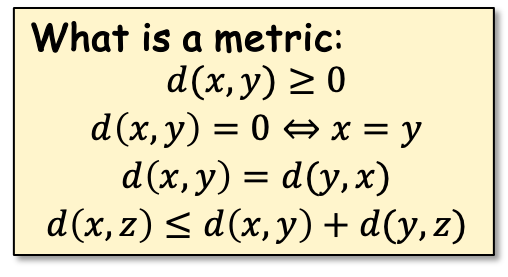 What is a metric:
d(x, y) ≥ 0
d(x, y) = 0 ⇔ x = y
d(x, y) = d(y, x)
d(x, z) ≤ d(x, y) + d(y, z)